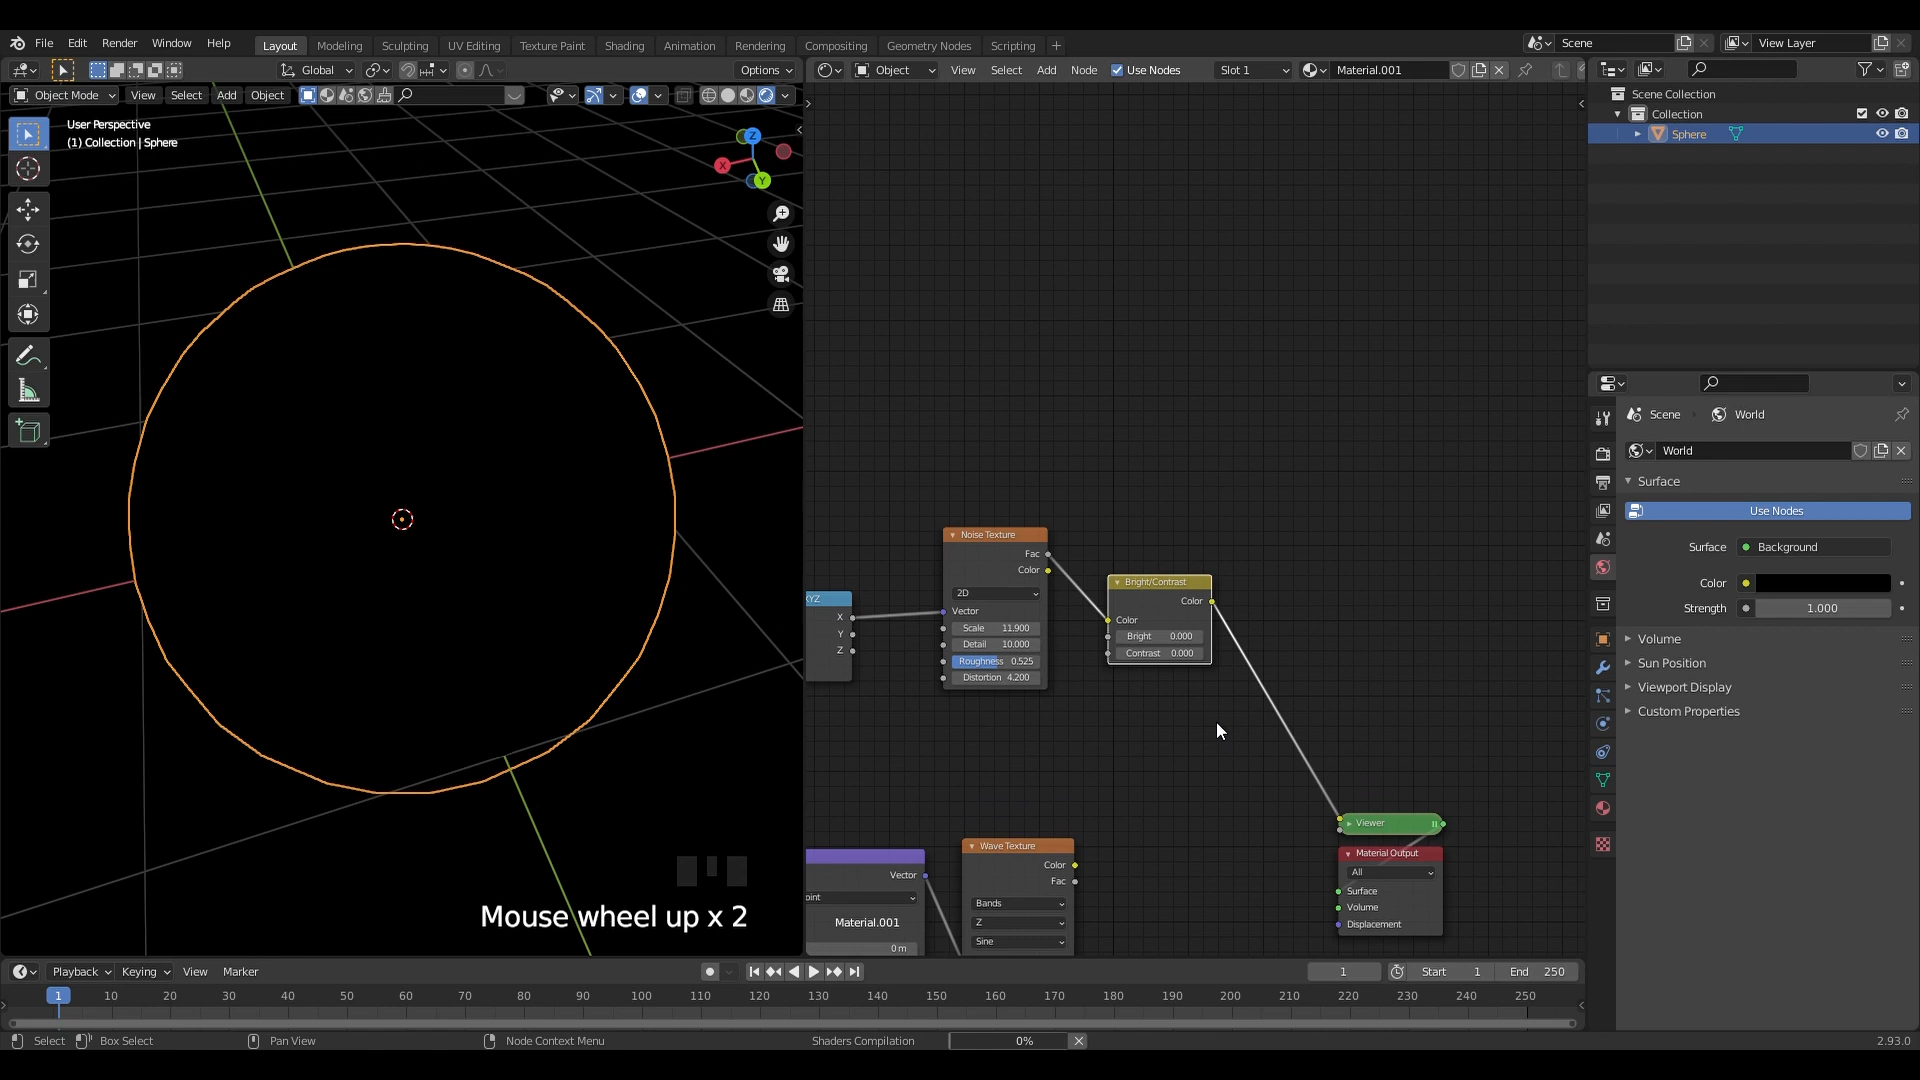 File Edit Render Window Help
Layout Modeling Sculpting UV Editing Texture Paint Shading Animation Rendering Compositing Geometry Nodes Scripting +
Scene
View Layer
Global
Options
Object View Select Add Node Use Nodes Slot 1 Material.001
Object Mode View Select Add Object
User Perspective
(1) Collection | Sphere
Z
X
Y
Scene Collection
Collection
Sphere
Scene World
World
Surface
Use Nodes
Surface Background
Color
Strength 1.000
Volume
Sun Position
Viewport Display
Custom Properties
XYZ
X
Y
Z
Noise Texture
Fac
Color
2D
Vector
Scale 11.900
Detail 10.000
Roughness 0.525
Distortion 4.200
Bright/Contrast
Color
Color
Bright 0.000
Contrast 0.000
Viewer
Material Output
All
Surface
Volume
Displacement
Vector
oint
Material.001
0 m
Wave Texture
Color
Fac
Bands
Z
Sine
Mouse wheel up x 2
Playback Keying View Marker
1 Start 1 End 250
1 10 20 30 40 50 60 70 80 90 100 110 120 130 140 150 160 170 180 190 200 210 220 230 240 250
Select Box Select Pan View Node Context Menu Shaders Compilation 0% 2.93.0